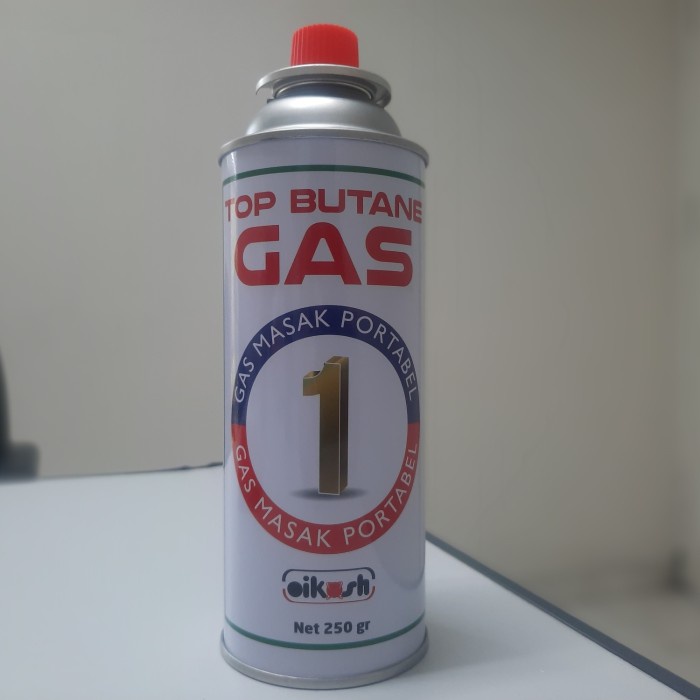 TOP BUTANE
GAS
GAS MASAK PORTABEL
1
GAS MASAK PORTABEL
oikosh
Net 250 gr